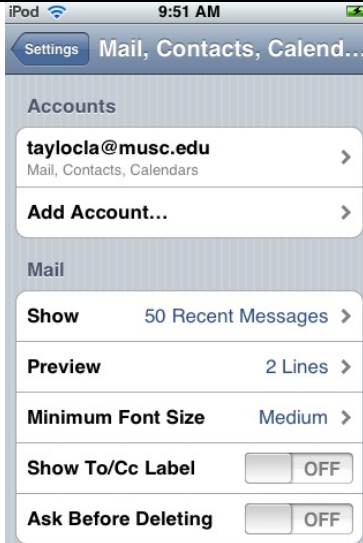 iPod 9:51 AM
Settings Mail, Contacts, Calend...
Accounts
taylocla@musc.edu
Mail, Contacts, Calendars
Add Account...
Mail
Show 50 Recent Messages
Preview 2 Lines
Minimum Font Size Medium
Show To/Cc Label OFF
Ask Before Deleting OFF